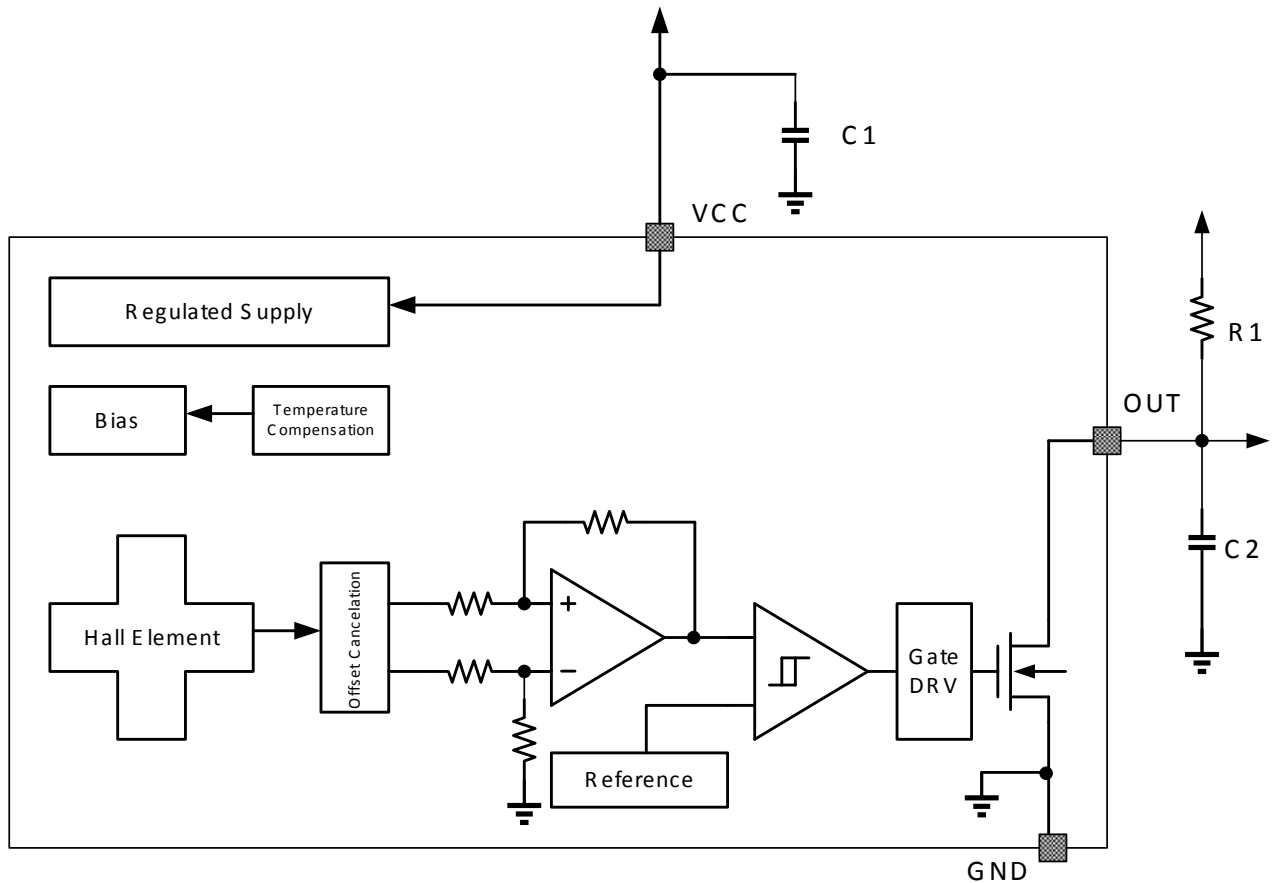 C1
VCC
Regulated Supply
R1
Bias
Temperature
Compensation
OUT
C2
Hall Element
Offset Cancelation
+
−
Gate
DRV
Reference
GND